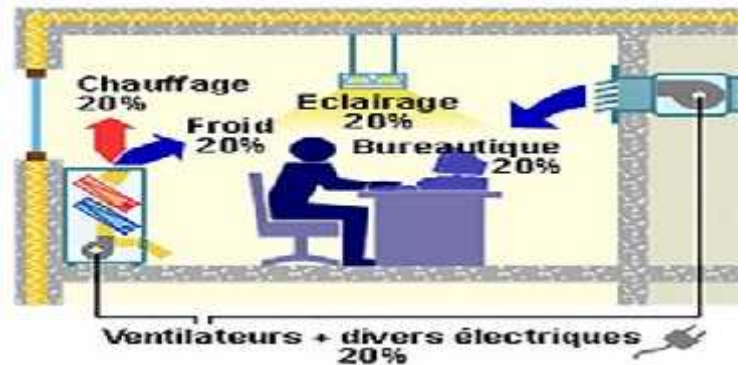 Chauffage
20%
Froid
20%
Eclairage
20%
Bureautique
20%
Ventilateurs + divers électriques
20%